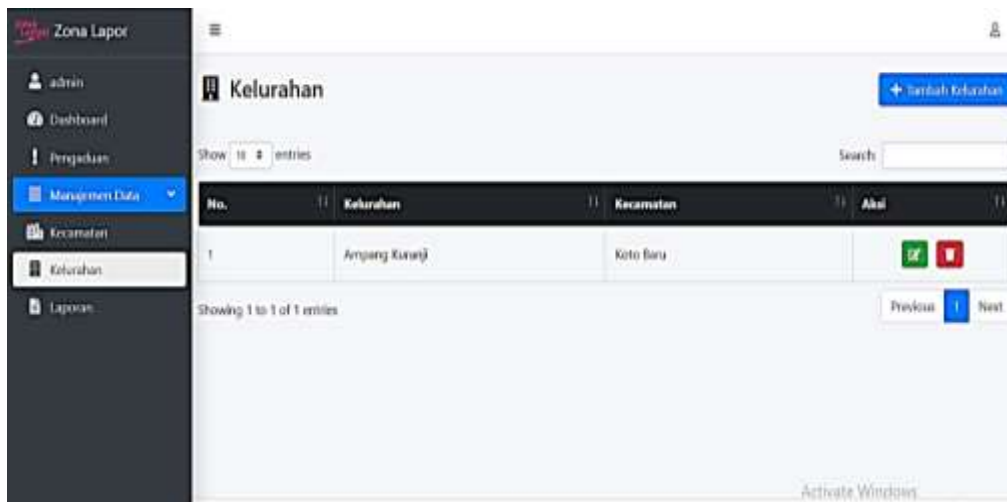 Zona Lapor
admin
Dashboard
Pengaduan
Manajemen Data
Kecamatan
Kelurahan
Laporan
Kelurahan
Tambah Kelurahan
Show 10 entries
Search:
No. Kelurahan Kecamatan Aksi
1 Ampang Kuranji Koto Baru
Showing 1 to 1 of 1 entries
Previous 1 Next
Activate Windows